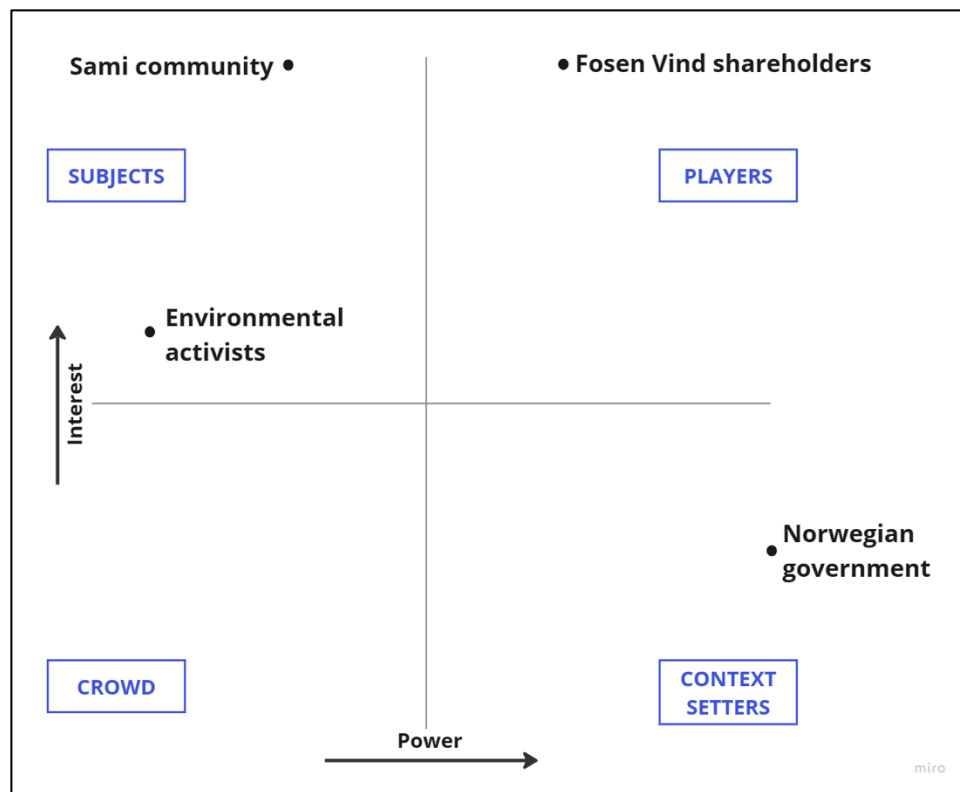 Sami community
Fosen Vind shareholders
SUBJECTS
PLAYERS
Environmental
activists
Interest
Norwegian
government
CROWD
CONTEXT
SETTERS
Power
miro